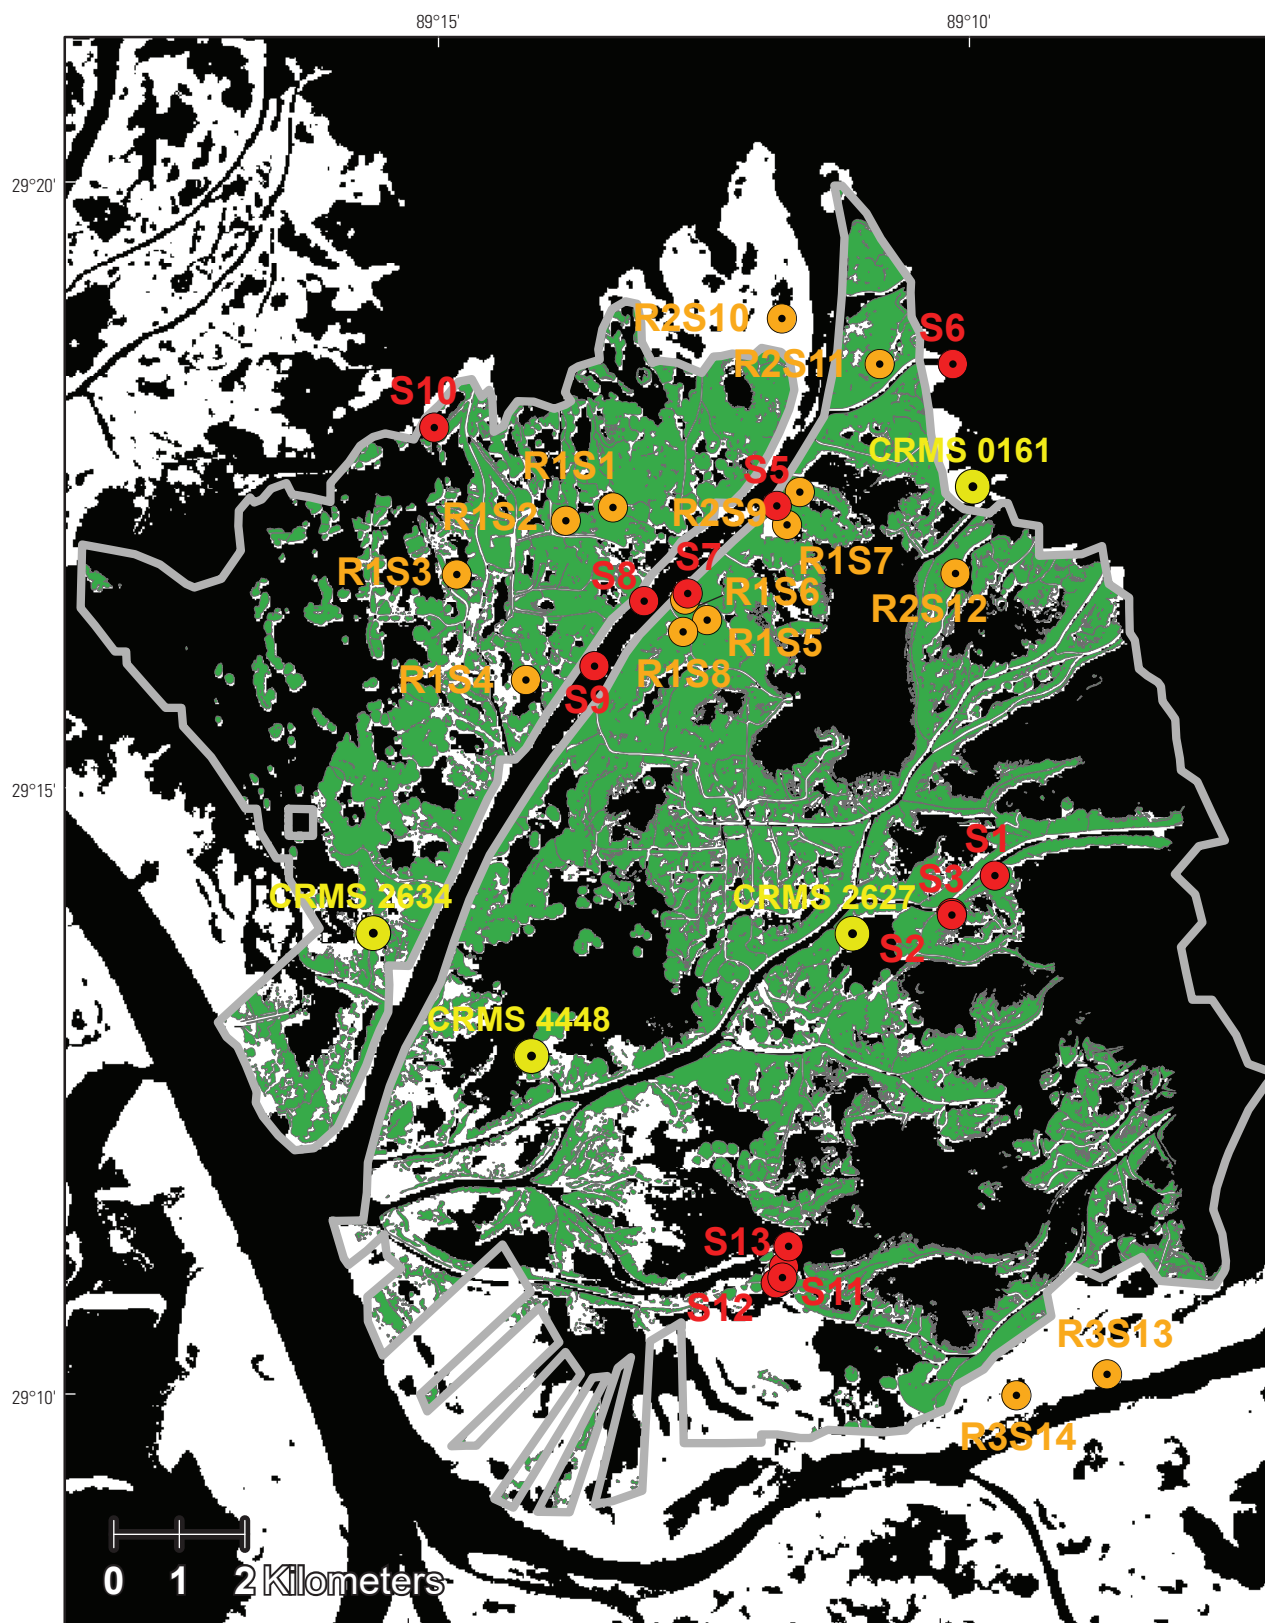 89°15'
89°10'
29°20'
R2S10
S6
R2S11
S10
CRMS 0161
R1S1
S5
R1S2
R2S9
R1S7
S7
R1S3
S8
R1S6
R2S12
R1S5
R1S8
R1S4
S9
29°15'
S1
S3
CRMS 2634
CRMS 2627
S2
CRMS 4448
S13
S11
S12
R3S13
29°10'
R3S14
0 1 2 Kilometers